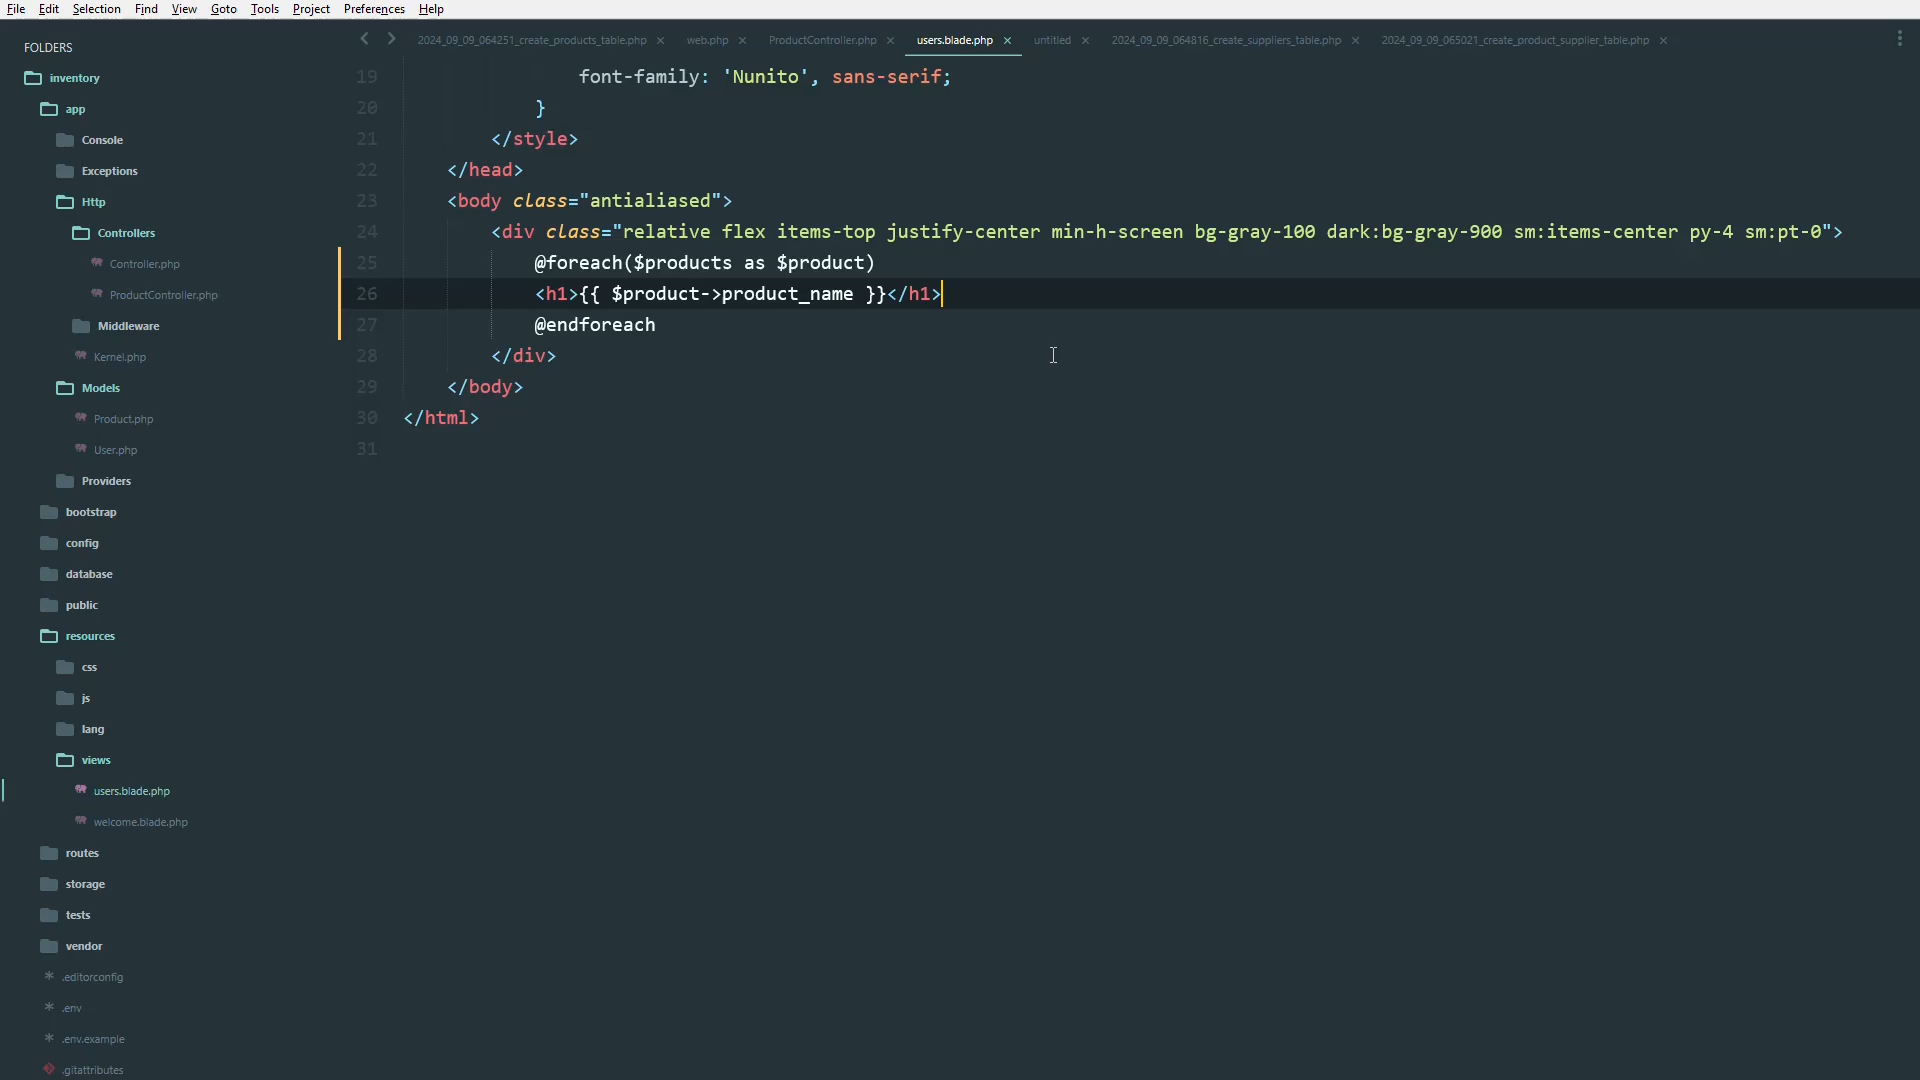 File Edit Selection Find View Goto Tools Project Preferences Help
FOLDERS
inventory
app
Console
Exceptions
Http
Controllers
Controller.php
ProductController.php
Middleware
Kernel.php
Models
Product.php
User.php
Providers
bootstrap
config
database
public
resources
css
js
lang
views
users.blade.php
welcome.blade.php
routes
storage
tests
vendor
.editorconfig
.env
.env.example
.gitattributes
2024_09_09_064251_create_products_table.php × web.php × ProductController.php × users.blade.php × untitled × 2024_09_09_064816_create_suppliers_table.php × 2024_09_09_065021_create_product_supplier_table.php ×
19 font-family: 'Nunito', sans-serif;
20 }
21 </style>
22 </head>
23 <body class="antialiased">
24 <div class="relative flex items-top justify-center min-h-screen bg-gray-100 dark:bg-gray-900 sm:items-center py-4 sm:pt-0">
25 @foreach($products as $product)
26 <h1>{{ $product->product_name }}</h1>
27 @endforeach
28 </div>
29 </body>
30 </html>
31